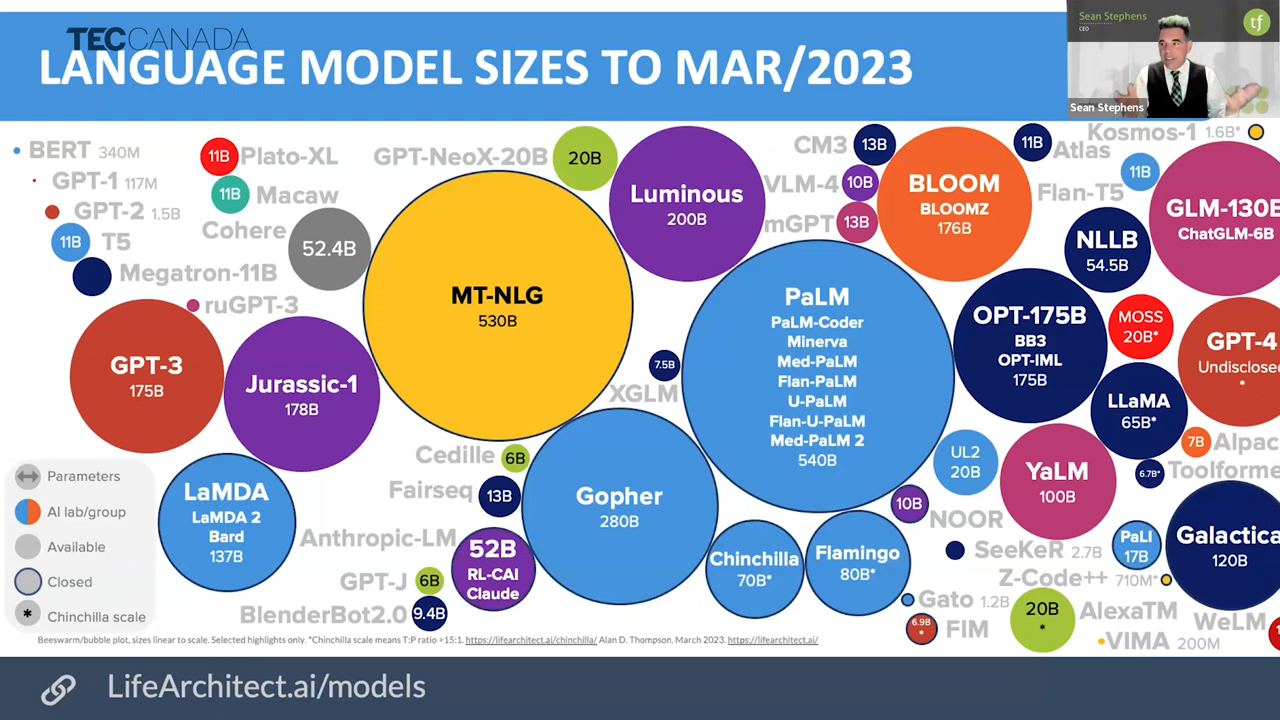 TECCANADA
LANGUAGE MODEL SIZES TO MAR/2023
Sean Stephens
CEO
tf
Sean Stephens
BERT 340M
GPT-1 117M
GPT-2 1.5B
11B T5
Megatron-11B
ruGPT-3
11B Plato-XL
11B Macaw
Cohere
52.4B
GPT-NeoX-20B
20B
GPT-3
175B
Jurassic-1
178B
MT-NLG
530B
Luminous
200B
CM3 13B
VLM-4 10B
mGPT 13B
BLOOM
BLOOMZ
176B
11B
Atlas
Kosmos-1 1.6B*
Flan-T5
11B
NLLB
54.5B
GLM-130B
ChatGLM-6B
PaLM
PaLM-Coder
Minerva
Med-PaLM
Flan-PaLM
U-PaLM
Flan-U-PaLM
Med-PaLM 2
540B
7.5B
XGLM
OPT-175B
BB3
OPT-IML
175B
MOSS
20B*
GPT-4
Undisclose
*
LLaMA
65B*
7B Alpac
6.7B* Toolforme
LaMDA
LaMDA 2
Bard
137B
Cedille 6B
Fairseq 13B
Anthropic-LM
52B
RL-CAI
Claude
GPT-J 6B
BlenderBot2.0 9.4B
Gopher
280B
Chinchilla
70B*
Flamingo
80B*
10B
NOOR
UL2
20B
YaLM
100B
SeeKeR 2.7B
PaLI
17B
Galactica
120B
Z-Code++ 710M*
Gato 1.2B
6.9B
*
FIM
20B
*
AlexaTM
WeLM
VIMA 200M
1
Parameters
AI lab/group
Available
Closed
* Chinchilla scale
Beeswarm/bubble plot, sizes linear to scale. Selected highlights only. *Chinchilla scale means T:P ratio >15:1. https://lifearchitect.ai/chinchilla/ Alan D. Thompson. March 2023. https://lifearchitect.ai/
LifeArchitect.ai/models